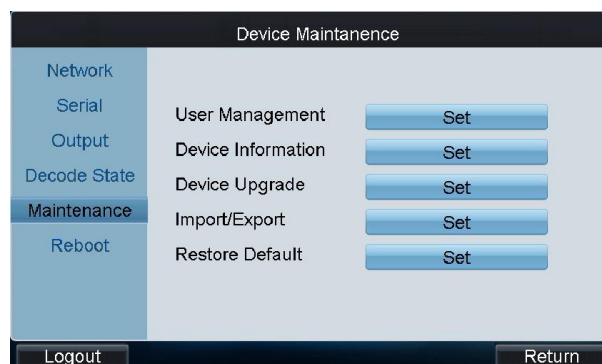 Device Maintanence
Network
Serial
Output
Decode State
Maintenance
Reboot
User Management Set
Device Information Set
Device Upgrade Set
Import/Export Set
Restore Default Set
Logout Return